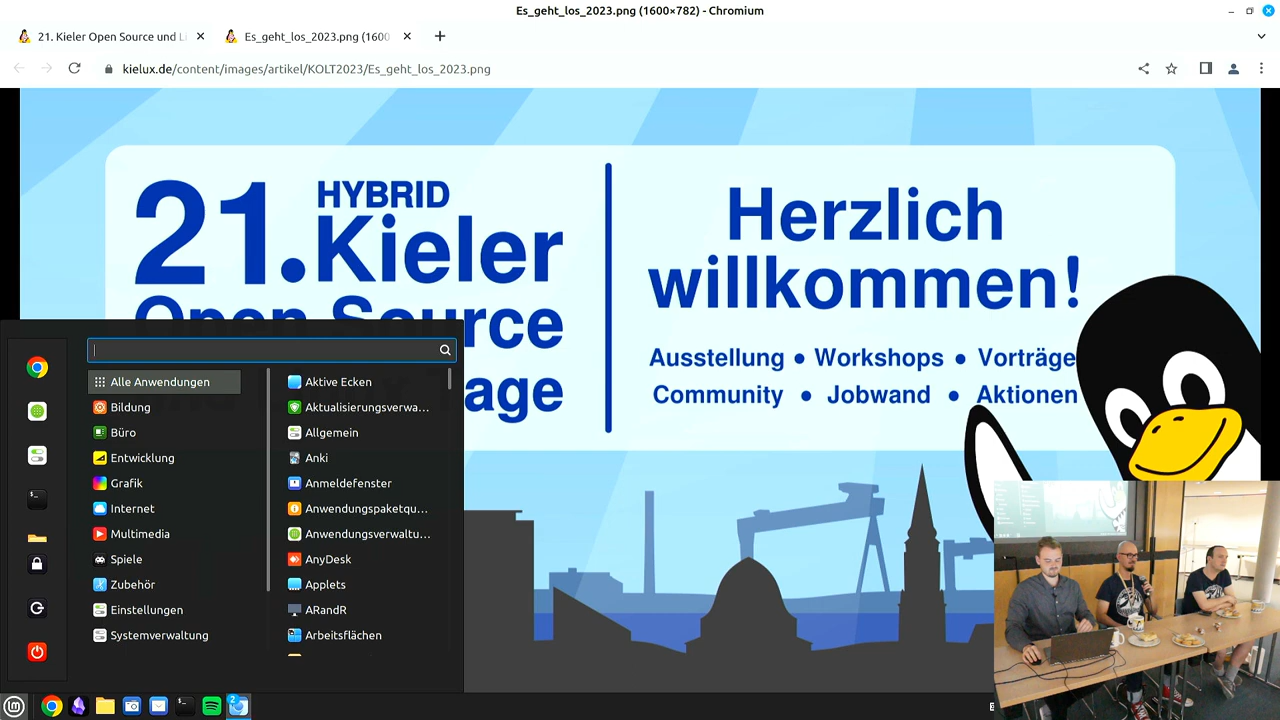 Es_geht_los_2023.png (1600×782) - Chromium
21. Kieler Open Source und Li
Es_geht_los_2023.png (1600
kielux.de/content/images/artikel/KOLT2023/Es_geht_los_2023.png
21. HYBRID
Kieler
Open Source
Tage
Herzlich
willkommen!
Ausstellung • Workshops • Vorträge
Community • Jobwand • Aktionen
Alle Anwendungen
Bildung
Büro
Entwicklung
Grafik
Internet
Multimedia
Spiele
Zubehör
Einstellungen
Systemverwaltung
Aktive Ecken
Aktualisierungsverwa...
Allgemein
Anki
Anmeldefenster
Anwendungspaketqu...
Anwendungsverwaltu...
AnyDesk
Applets
ARandR
Arbeitsflächen
2